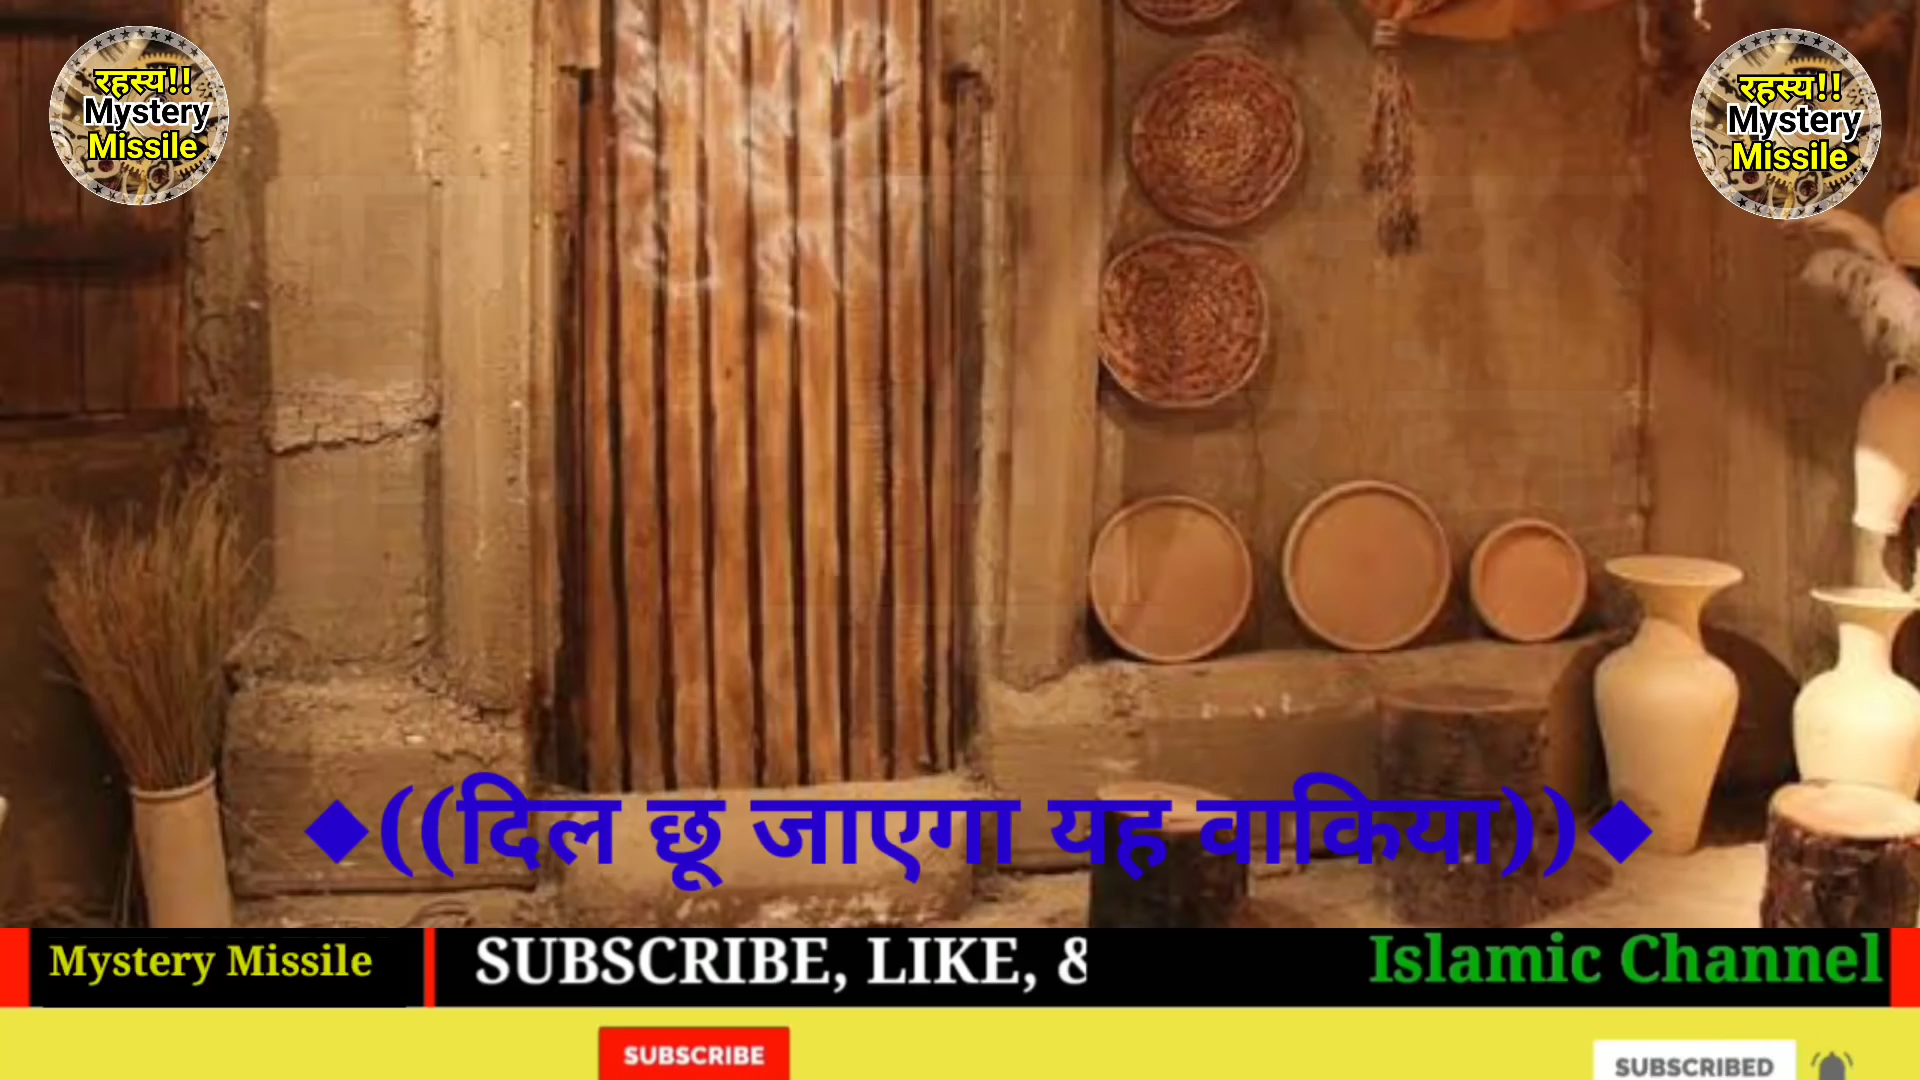 रहस्य!!
Mystery
Missile
रहस्य!!
Mystery
Missile
◆((दिल छू जाएगा यह वाकिया))◆
Mystery Missile
SUBSCRIBE, LIKE, &
Islamic Channel
SUBSCRIBE
SUBSCRIBED